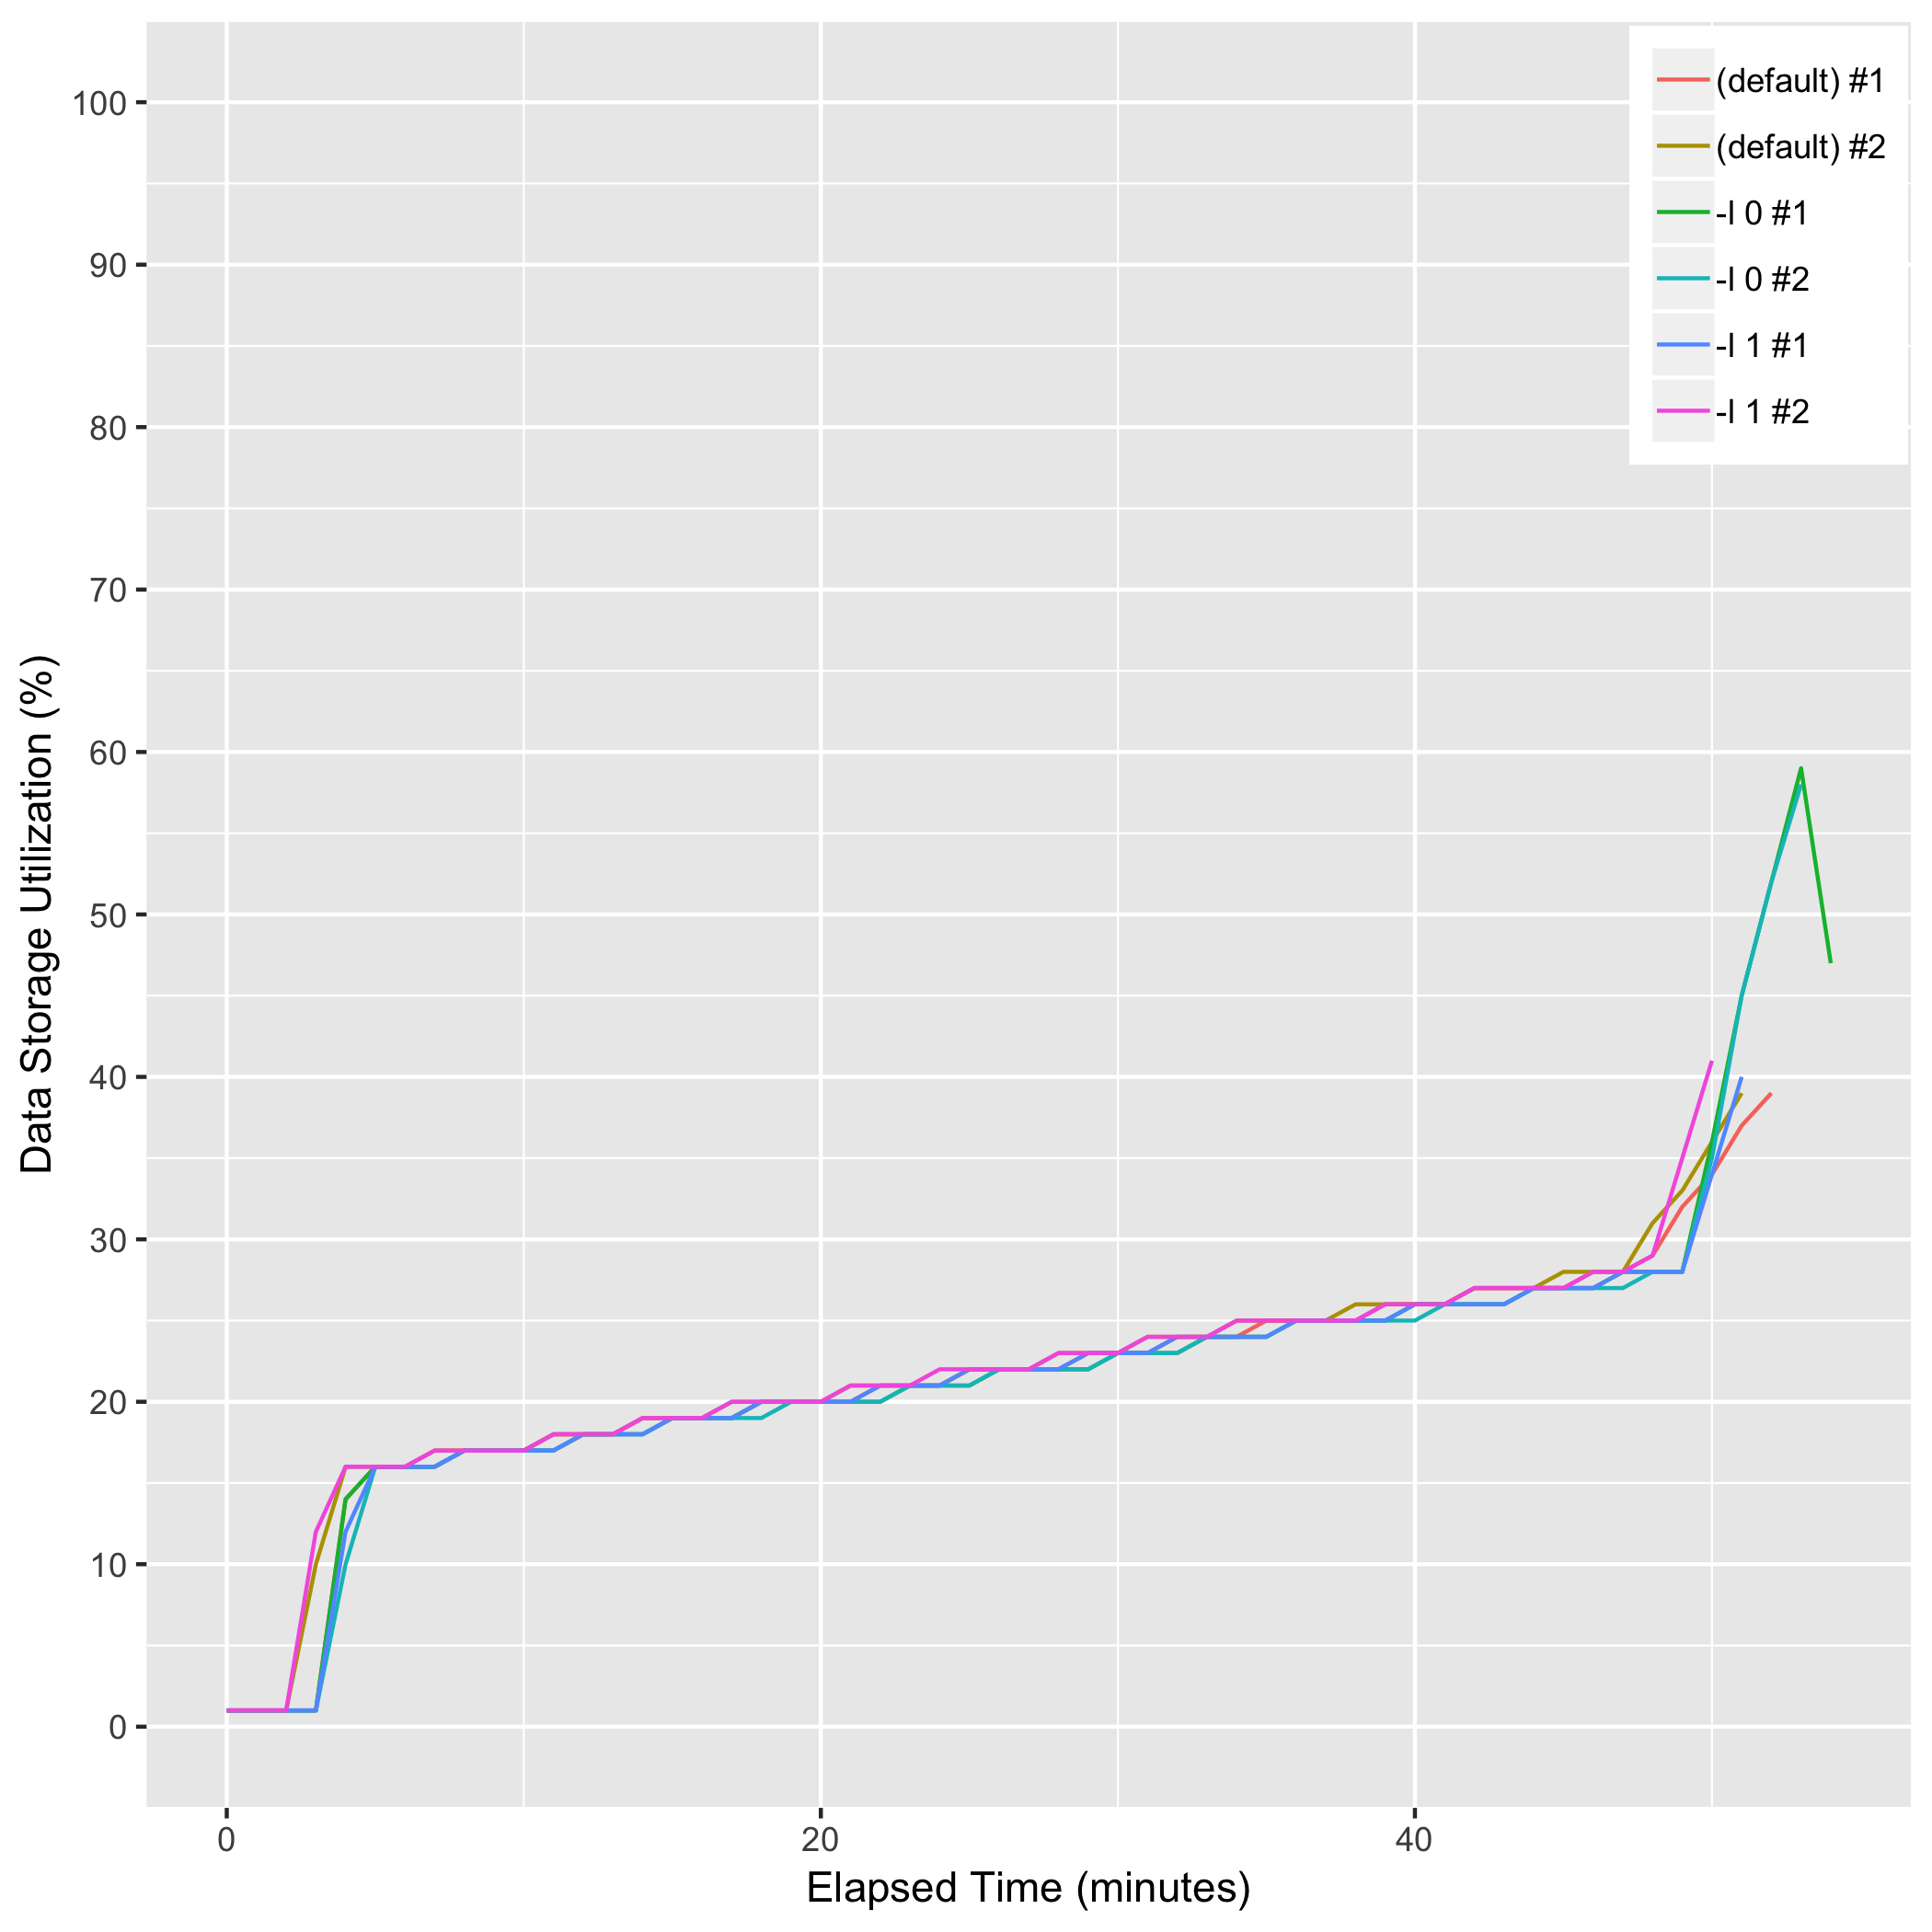 (default) #1
(default) #2
-l 0 #1
-l 0 #2
-l 1 #1
-l 1 #2
100
90
80
70
60
50
40
30
20
10
0
Data Storage Utilization (%)
0 20 40
Elapsed Time (minutes)